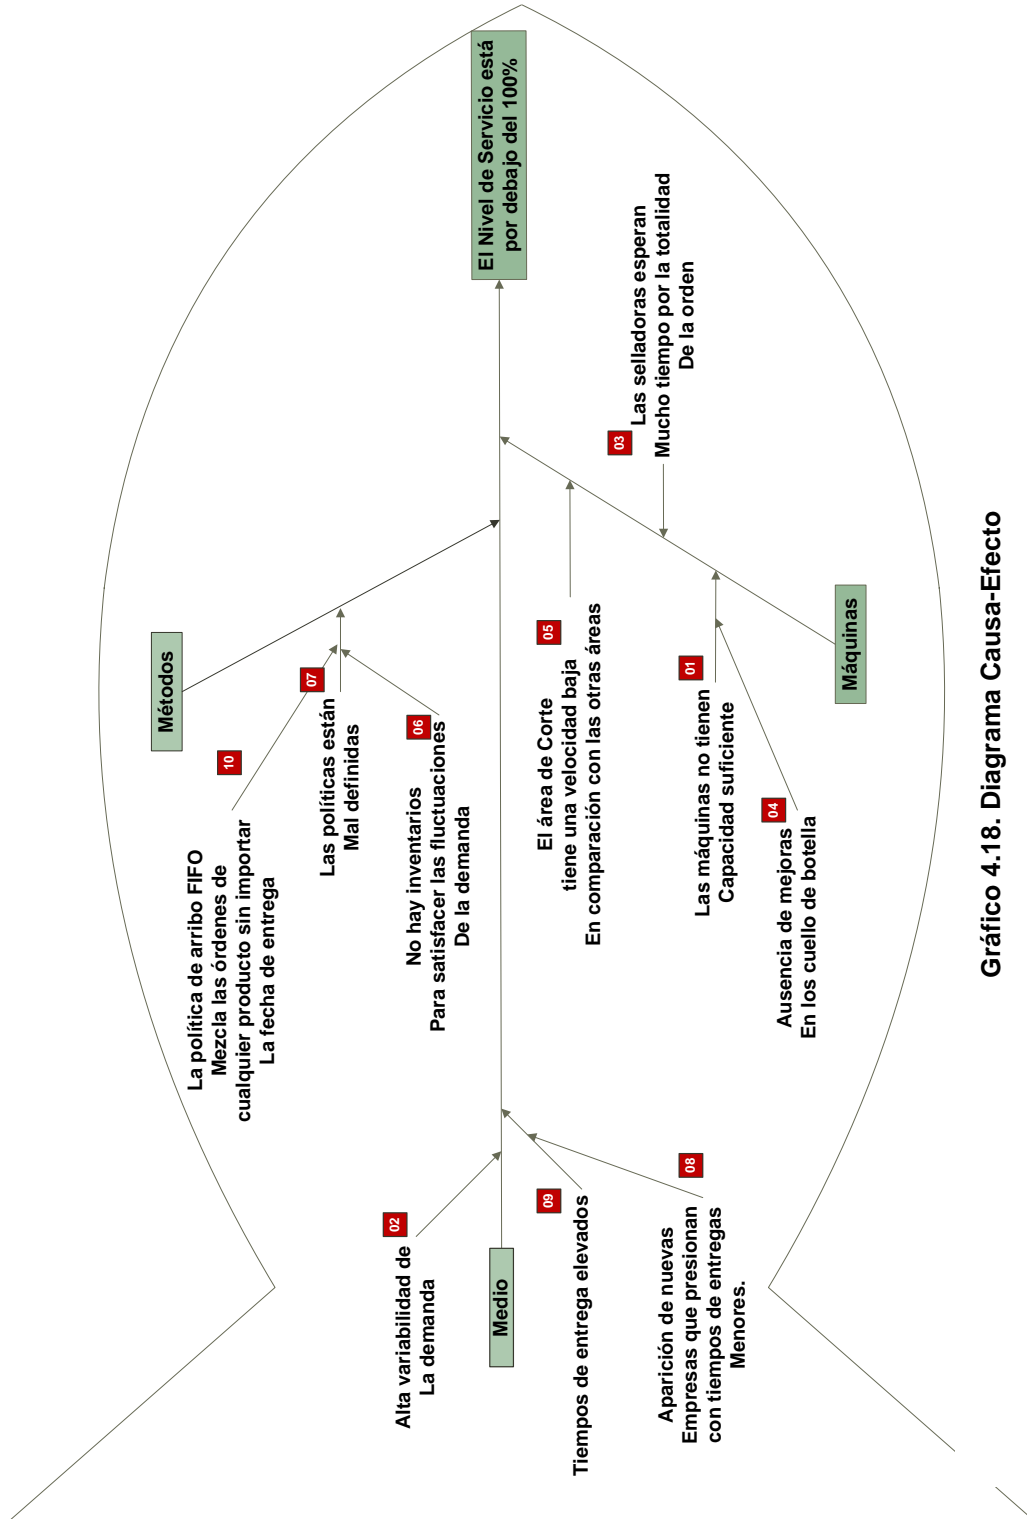 Métodos
10
La política de arribo FIFO
Mezcla las órdenes de
cualquier producto sin importar
La fecha de entrega
07
Las políticas están
Mal definidas
06
No hay inventarios
Para satisfacer las fluctuaciones
De la demanda
02
Alta variabilidad de
La demanda
Medio
09
Tiempos de entrega elevados
08
Aparición de nuevas
Empresas que presionan
con tiempos de entregas
Menores.
El Nivel de Servicio está
por debajo del 100%
05
El área de Corte
tiene una velocidad baja
En comparación con las otras áreas
03
Las selladoras esperan
Mucho tiempo por la totalidad
De la orden
01
Las máquinas no tienen
Capacidad suficiente
04
Ausencia de mejoras
En los cuello de botella
Máquinas
Gráfico 4.18. Diagrama Causa-Efecto